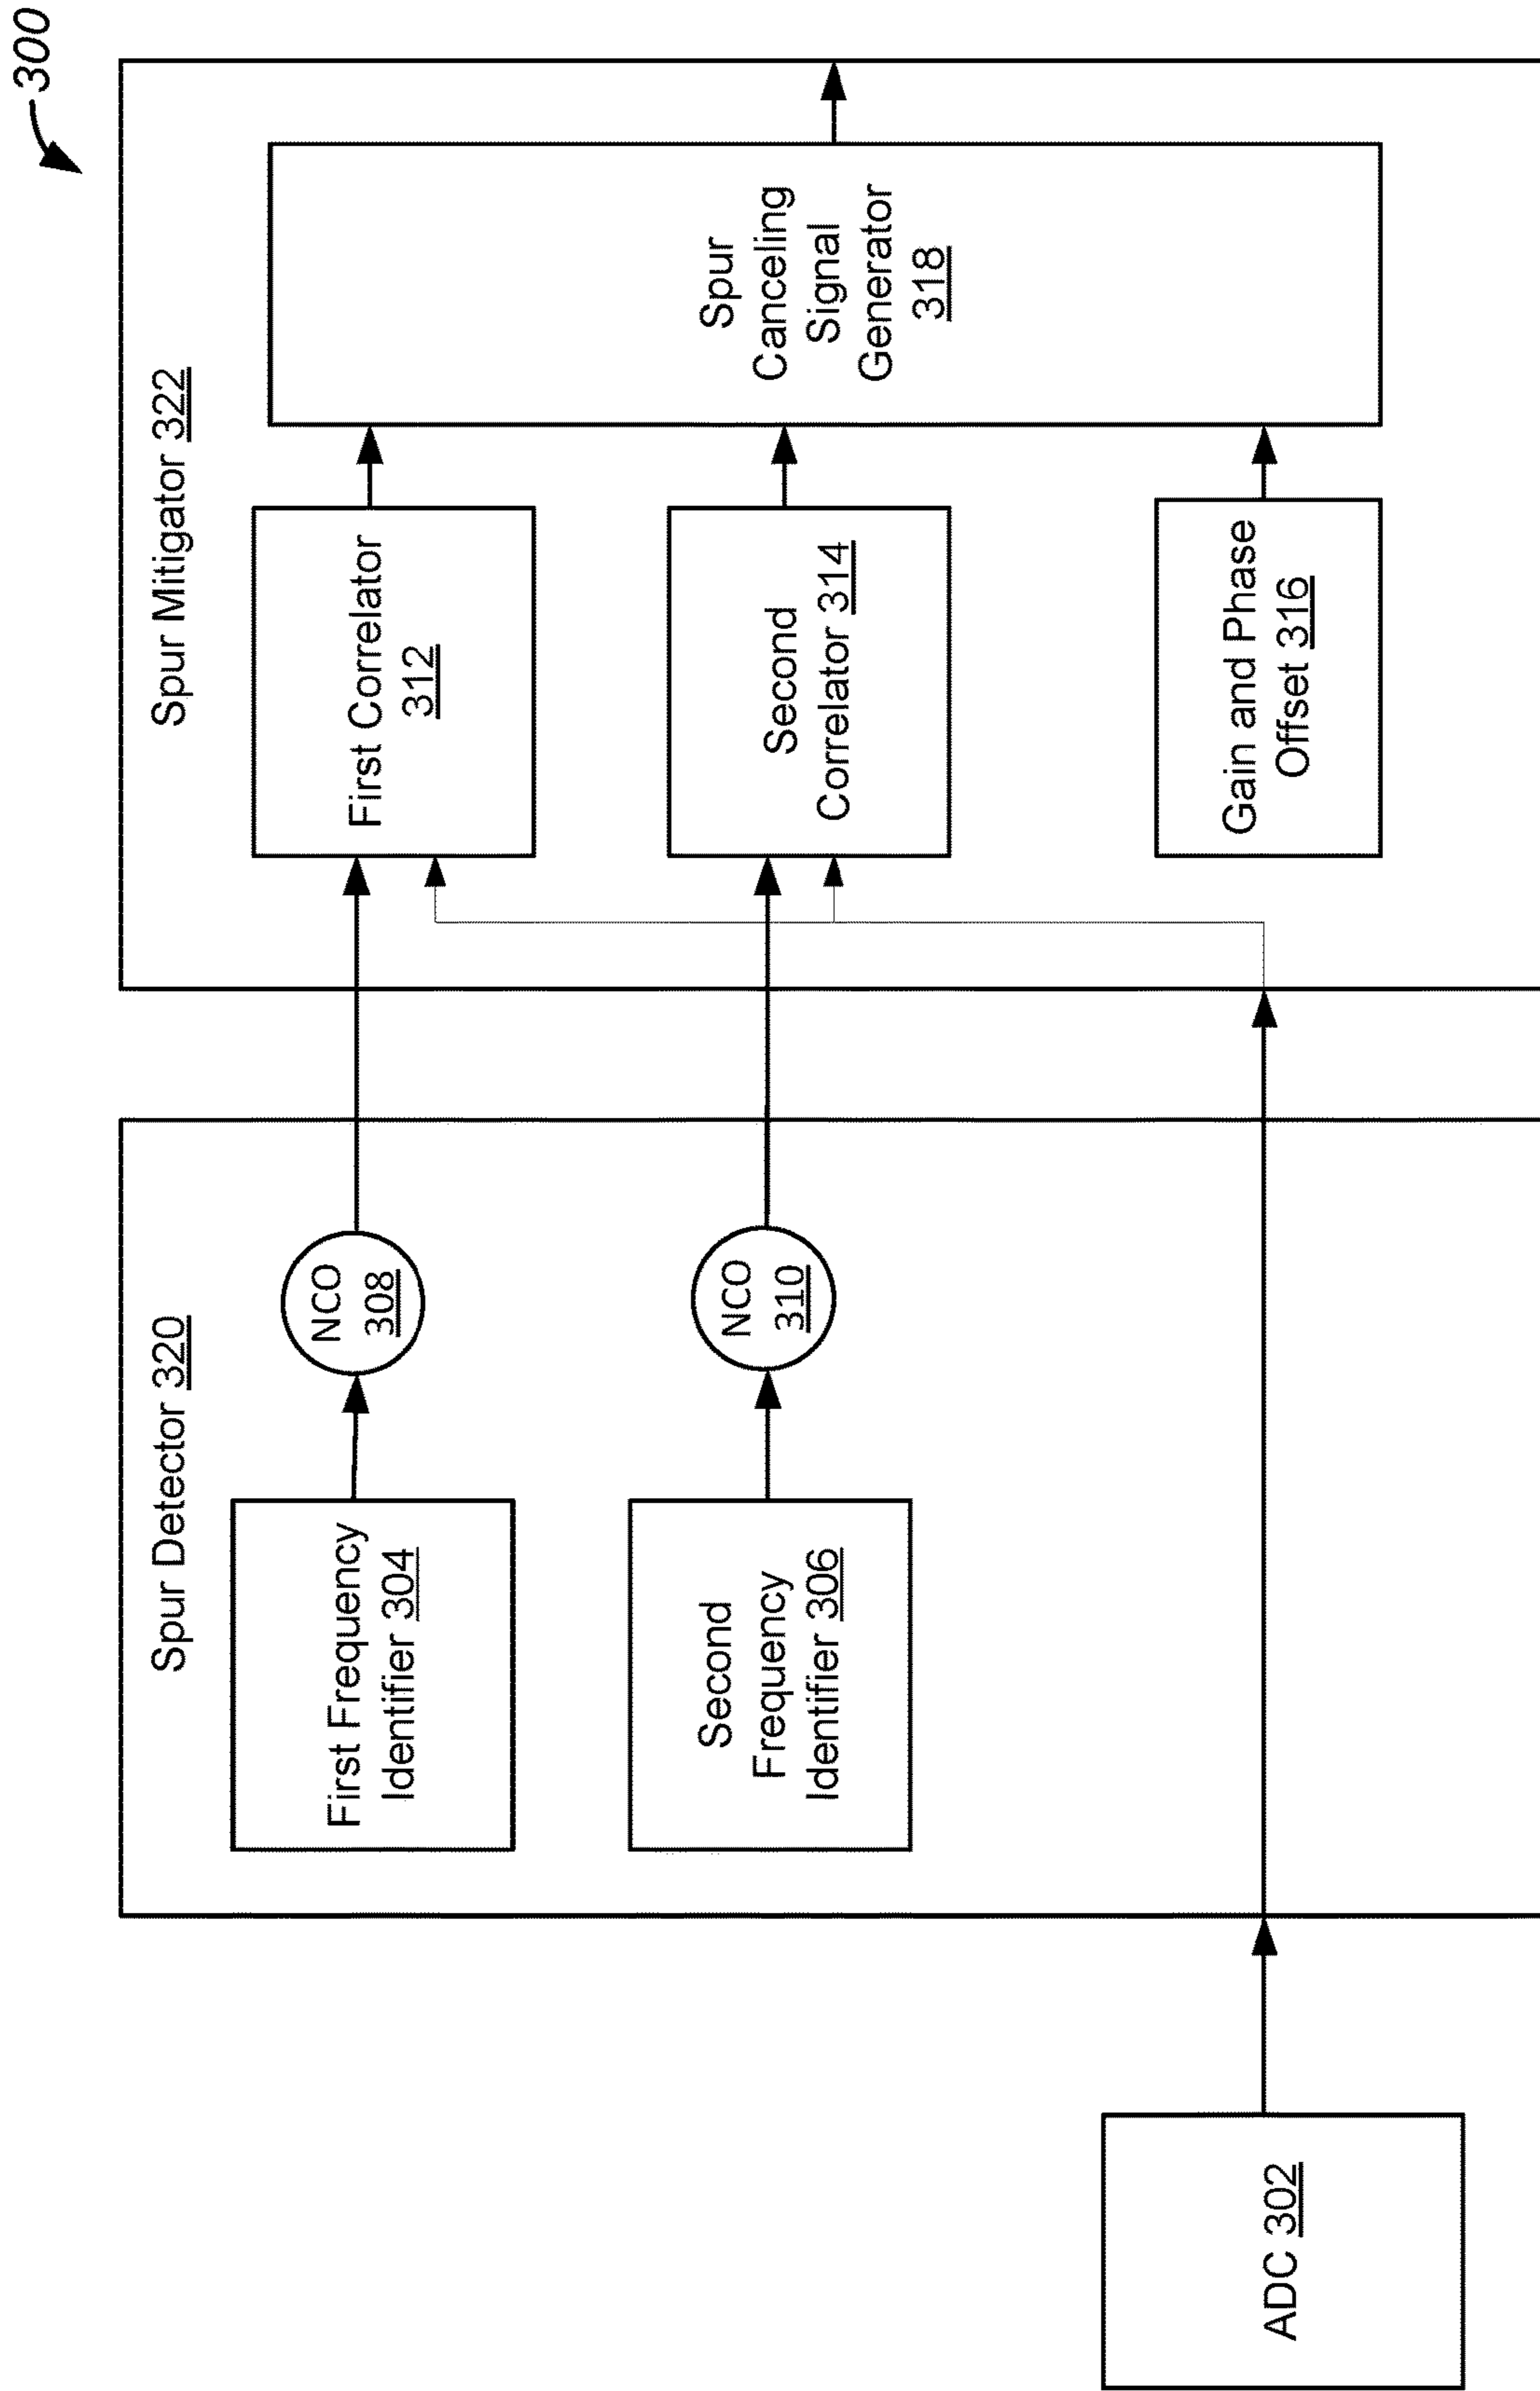 300
Spur Detector 320
First Frequency
Identifier 304
NCO
308
Second
Frequency
Identifier 306
NCO
310
ADC 302
Spur Mitigator 322
First Correlator
312
Second
Correlator 314
Gain and Phase
Offset 316
Spur
Canceling
Signal
Generator
318